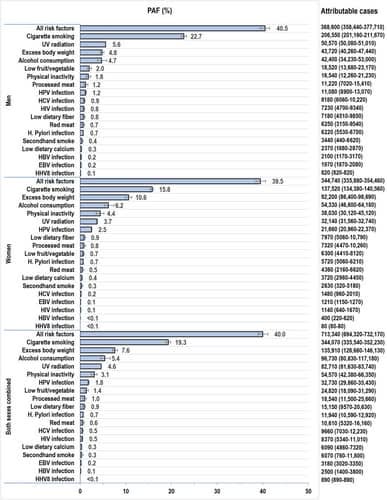 PAF (%) Attributable cases
Men
All risk factors 40.5 368,600 (358,640-377,710)
Cigarette smoking 22.7 206,550 (201,190-211,670)
UV radiation 5.6 50,570 (50,080-51,010)
Excess body weight 4.8 43,720 (40,260-47,440)
Alcohol consumption 4.7 42,400 (34,230-53,000)
Low fruit/vegetable 2.0 18,520 (13,680-23,170)
Physical inactivity 1.8 16,540 (12,260-21,230)
Processed meat 1.2 11,220 (7020-15,410)
HPV infection 1.2 11,080 (8900-13,070)
HCV infection 0.9 8180 (6060-10,220)
HIV infection 0.8 7230 (4790-9340)
Low dietary fiber 0.8 7180 (4510-9850)
Red meat 0.7 6250 (3150-9540)
H. Pylori infection 0.7 6220 (5530-6700)
Secondhand smoke 0.4 3440 (440-6620)
Low dietary calcium 0.3 2370 (1880-2870)
HBV infection 0.2 2100 (1170-3170)
EBV infection 0.2 1970 (1870-2080)
HHV8 infection 0.1 820 (820-820)
Women
All risk factors 39.5 344,740 (335,890-354,460)
Cigarette smoking 15.8 137,520 (134,380-140,560)
Excess body weight 10.6 92,200 (86,400-98,690)
Alcohol consumption 6.2 54,330 (46,600-64,180)
Physical inactivity 4.4 38,030 (30,120-45,120)
UV radiation 3.7 32,140 (31,560-32,740)
HPV infection 2.5 21,660 (20,960-22,370)
Low dietary fiber 0.9 7970 (5060-10,790)
Processed meat 0.8 7320 (4470-10,260)
Low fruit/vegetable 0.7 6300 (4410-8120)
H. Pylori infection 0.7 5720 (5060-6210)
Red meat 0.5 4380 (2160-6620)
Low dietary calcium 0.4 3720 (2960-4450)
Secondhand smoke 0.3 2630 (320-5180)
HCV infection 0.2 1480 (960-2010)
EBV infection 0.1 1210 (1150-1270)
HIV infection 0.1 1140 (640-1670)
HBV infection <0.1 400 (220-620)
HHV8 infection <0.1 80 (80-80)
Both sexes combined
All risk factors 40.0 713,340 (694,320-732,170)
Cigarette smoking 19.3 344,070 (335,540-352,230)
Excess body weight 7.6 135,910 (126,660-146,130)
Alcohol consumption 5.4 96,730 (80,830-117,180)
UV radiation 4.6 82,710 (81,630-83,740)
Physical inactivity 3.1 54,570 (42,380-66,350)
HPV infection 1.8 32,730 (29,860-35,430)
Low fruit/vegetable 1.4 24,820 (18,090-31,290)
Processed meat 1.0 18,540 (11,500-25,660)
Low dietary fiber 0.9 15,150 (9570-20,630)
H. Pylori infection 0.7 11,940 (10,590-12,920)
Red meat 0.6 10,610 (5320-16,160)
HCV infection 0.5 9660 (7030-12,230)
HIV infection 0.5 8370 (5340-11,010)
Low dietary calcium 0.3 6090 (4860-7320)
Secondhand smoke 0.3 6070 (760-11,800)
EBV infection 0.2 3180 (3020-3350)
HBV infection 0.1 2500 (1400-3800)
HHV8 infection <0.1 890 (890-890)
0 10 20 30 40 50